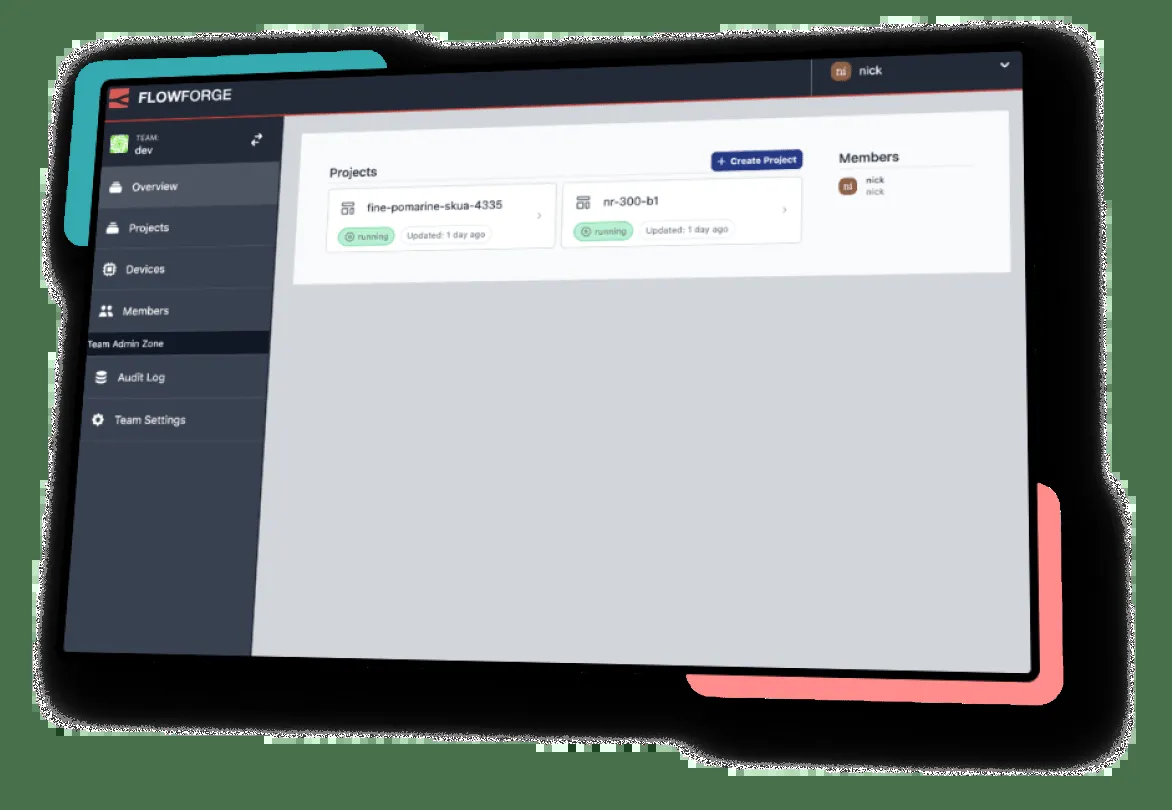 FLOWFORGE
ni nick
TEAM:
dev
Overview
Projects
Devices
Members
Team Admin Zone
Audit Log
Team Settings
Projects
+ Create Project
fine-pomarine-skua-4335
running Updated: 1 day ago
nr-300-b1
running Updated: 1 day ago
Members
ni nick
nick